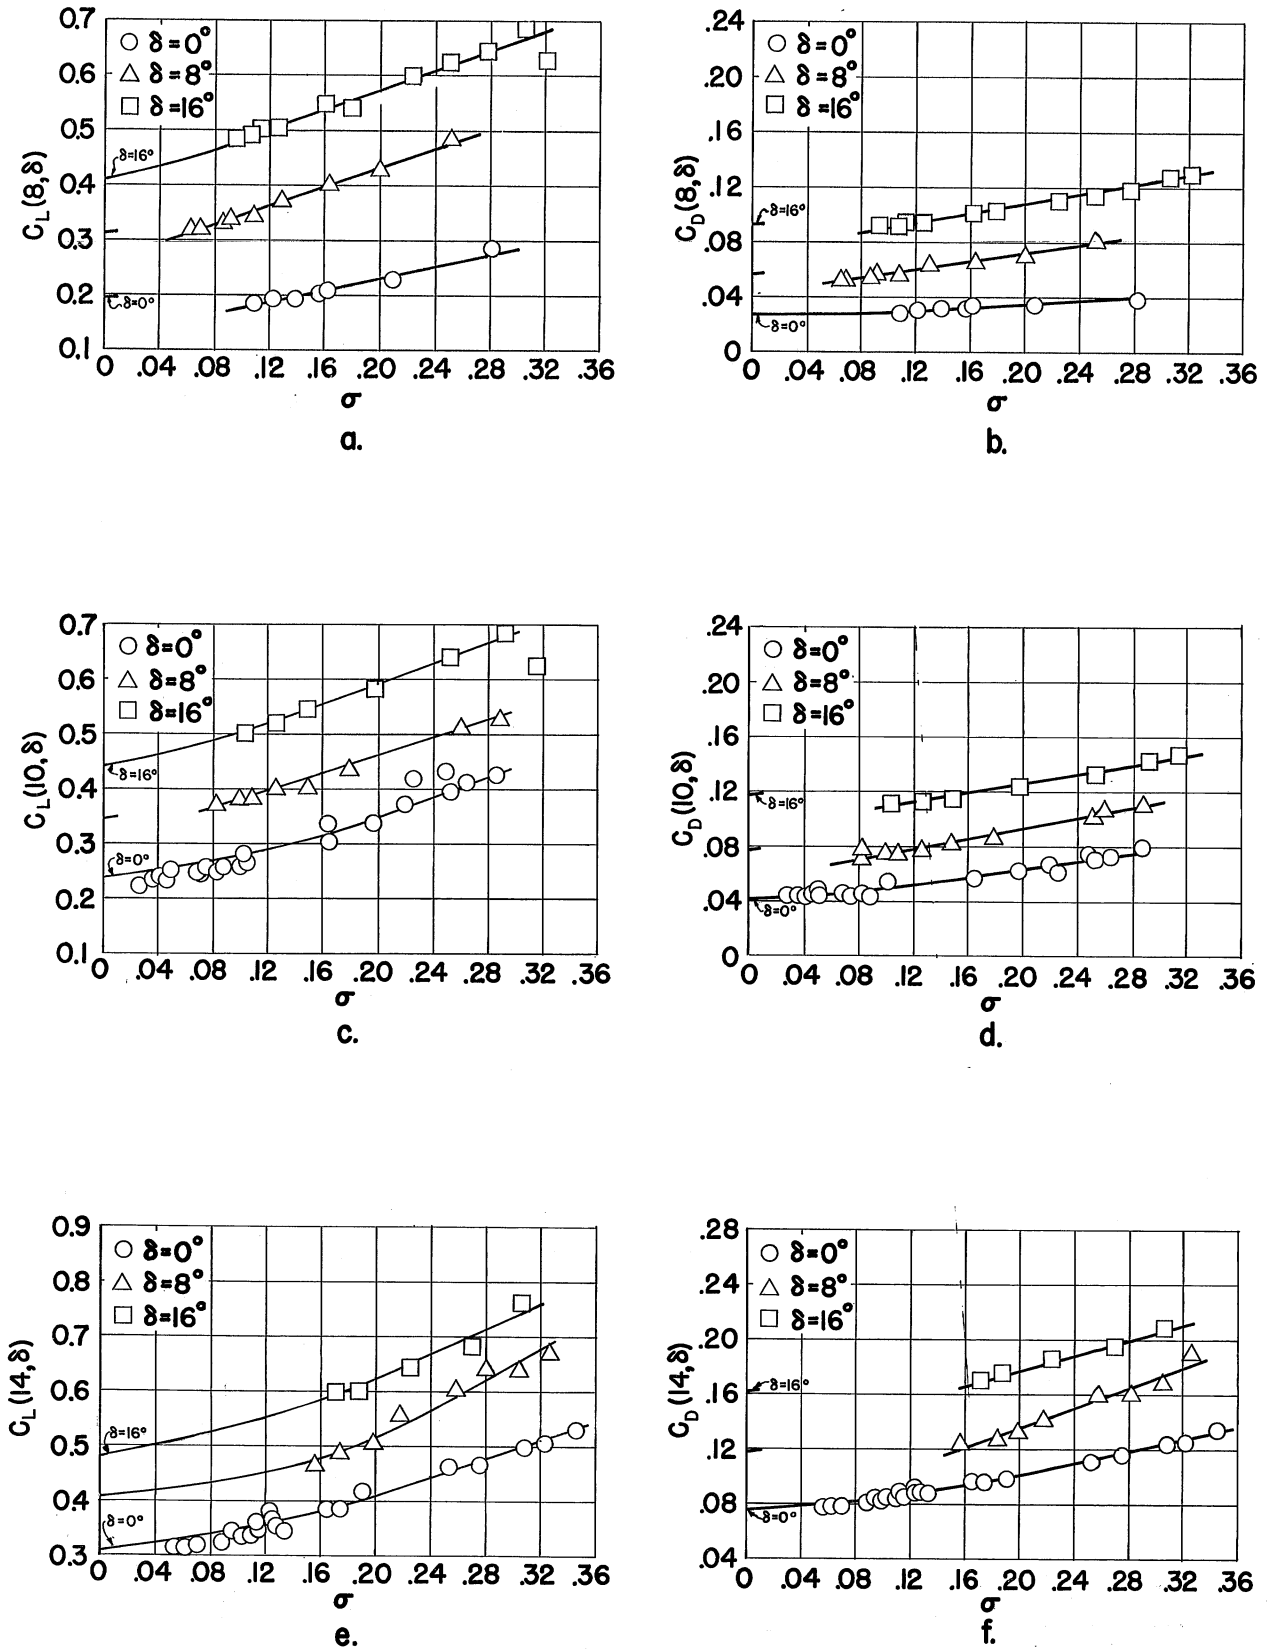 0.7
0.6
0.5
0.4
0.3
0.2
0.1
C_L(8,δ)
δ=0°
δ=8°
δ=16°
δ=16°
δ=0°
0 .04 .08 .12 .16 .20 .24 .28 .32 .36
σ
a.
.24
.20
.16
.12
.08
.04
0
C_D(8,δ)
δ=0°
δ=8°
δ=16°
δ=16°
δ=0°
0 .04 .08 .12 .16 .20 .24 .28 .32 .36
σ
b.
0.7
0.6
0.5
0.4
0.3
0.2
0.1
C_L(10,δ)
δ=0°
δ=8°
δ=16°
δ=16°
δ=0°
0 .04 .08 .12 .16 .20 .24 .28 .32 .36
σ
c.
.24
.20
.16
.12
.08
.04
0
C_D(10,δ)
δ=0°
δ=8°
δ=16°
δ=16°
δ=0°
0 .04 .08 .12 .16 .20 .24 .28 .32 .36
σ
d.
0.9
0.8
0.7
0.6
0.5
0.4
0.3
C_L(14,δ)
δ=0°
δ=8°
δ=16°
δ=16°
δ=0°
0 .04 .08 .12 .16 .20 .24 .28 .32 .36
σ
e.
.28
.24
.20
.16
.12
.08
.04
C_D(14,δ)
δ=0°
δ=8°
δ=16°
δ=16°
δ=0°
0 .04 .08 .12 .16 .20 .24 .28 .32 .36
σ
f.